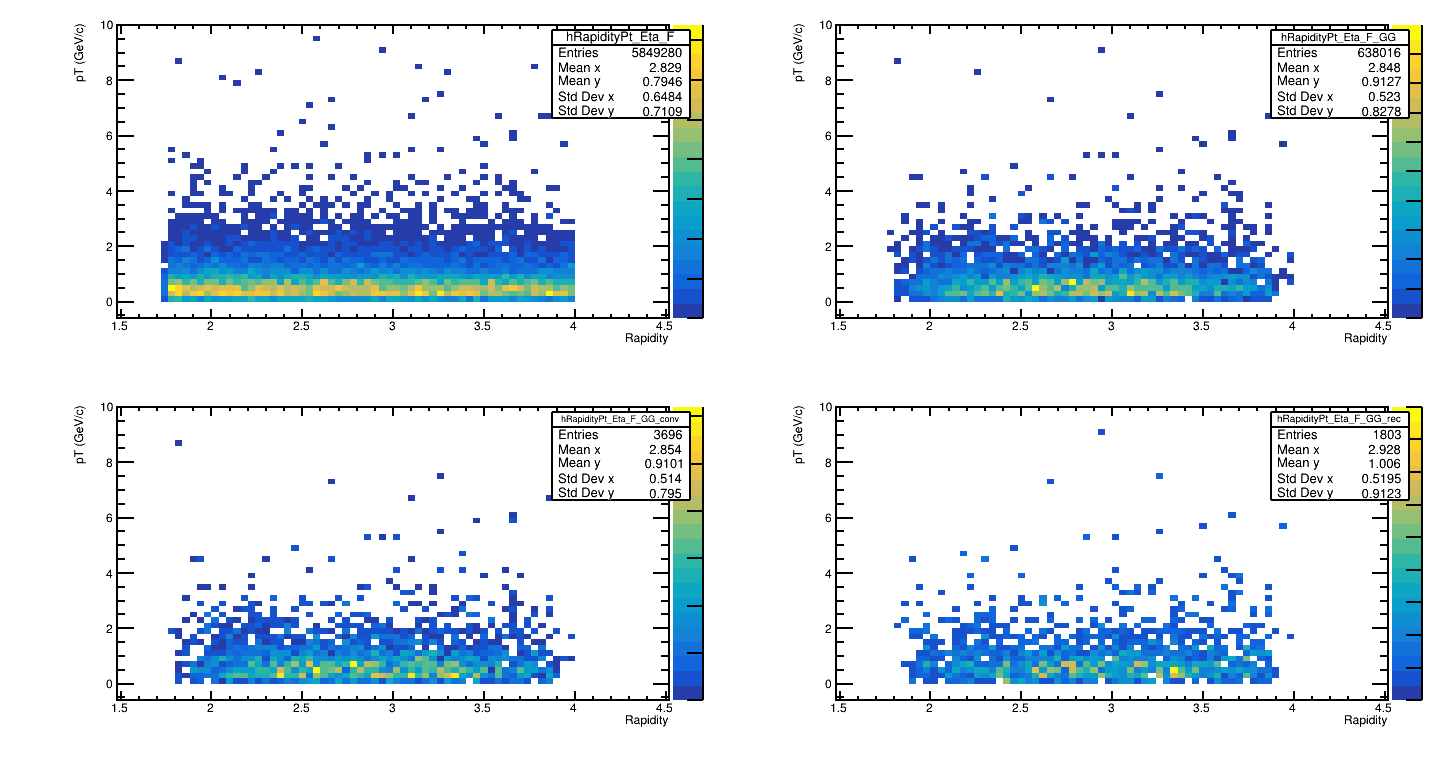 hRapidityPt_Eta_F
Entries 5849280
Mean x 2.829
Mean y 0.7946
Std Dev x 0.6484
Std Dev y 0.7109
pT (GeV/c)
10
8
6
4
2
0
1.5 2 2.5 3 3.5 4 4.5
Rapidity
hRapidityPt_Eta_F_GG
Entries 638016
Mean x 2.848
Mean y 0.9127
Std Dev x 0.523
Std Dev y 0.8278
pT (GeV/c)
10
8
6
4
2
0
1.5 2 2.5 3 3.5 4 4.5
Rapidity
hRapidityPt_Eta_F_GG_conv
Entries 3696
Mean x 2.854
Mean y 0.9101
Std Dev x 0.514
Std Dev y 0.795
pT (GeV/c)
10
8
6
4
2
0
1.5 2 2.5 3 3.5 4 4.5
Rapidity
hRapidityPt_Eta_F_GG_rec
Entries 1803
Mean x 2.928
Mean y 1.006
Std Dev x 0.5195
Std Dev y 0.9123
pT (GeV/c)
10
8
6
4
2
0
1.5 2 2.5 3 3.5 4 4.5
Rapidity